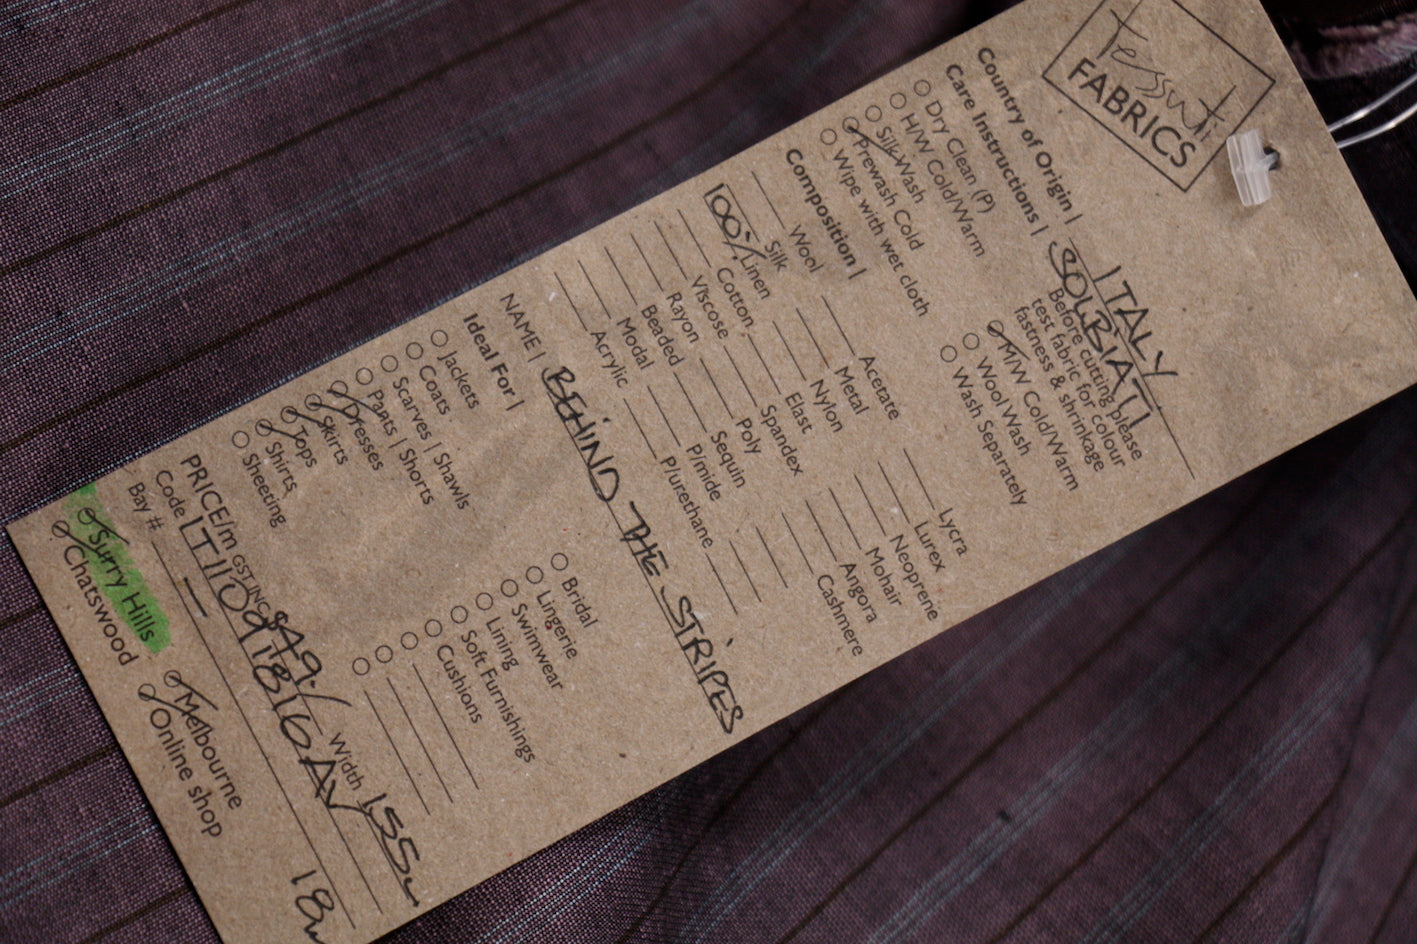 Tessuti
FABRICS
Country of Origin | ITALY
SOLBIATI
Care Instructions | Before cutting please
test fabric for colour
fastness & shrinkage
Dry Clean (P)
H/W Cold/Warm
Silk Wash
Prewash Cold
Wipe with wet cloth
M/W Cold/Warm
Wool Wash
Wash Separately
Composition |
Wool Acetate Lycra
Silk Metal Lurex
100% Linen Nylon Neoprene
Cotton Elast Mohair
Viscose Spandex Angora
Rayon Poly Cashmere
Beaded Sequin
Modal P/mide
Acrylic P/urethane
NAME | BEHIND THE STRIPES
Ideal For |
Jackets Bridal
Coats Lingerie
Scarves | Shawls Swimwear
Pants | Shorts Lining
Dresses Soft Furnishings
Skirts Cushions
Tops
Shirts
Sheeting
PRICE/m GST INC $49. Width 155
Code
Bay # —
Surry Hills Melbourne
Chatswood Online shop